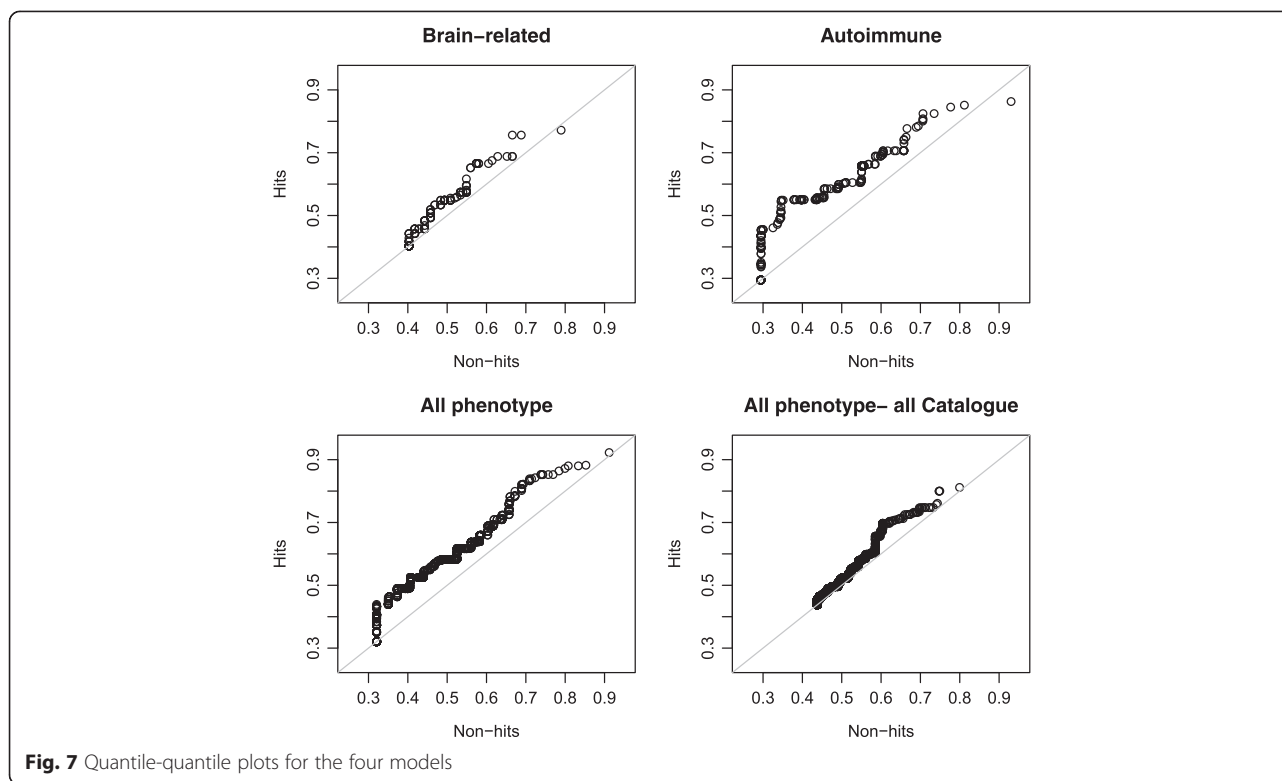 Brain−related
Autoimmune
Hits
0.3 0.5 0.7 0.9
0.3 0.4 0.5 0.6 0.7 0.8 0.9
Non−hits
Hits
0.3 0.5 0.7 0.9
0.3 0.4 0.5 0.6 0.7 0.8 0.9
Non−hits
All phenotype
All phenotype− all Catalogue
Hits
0.3 0.5 0.7 0.9
0.3 0.4 0.5 0.6 0.7 0.8 0.9
Non−hits
Hits
0.3 0.5 0.7 0.9
0.3 0.4 0.5 0.6 0.7 0.8 0.9
Non−hits
Fig. 7 Quantile-quantile plots for the four models